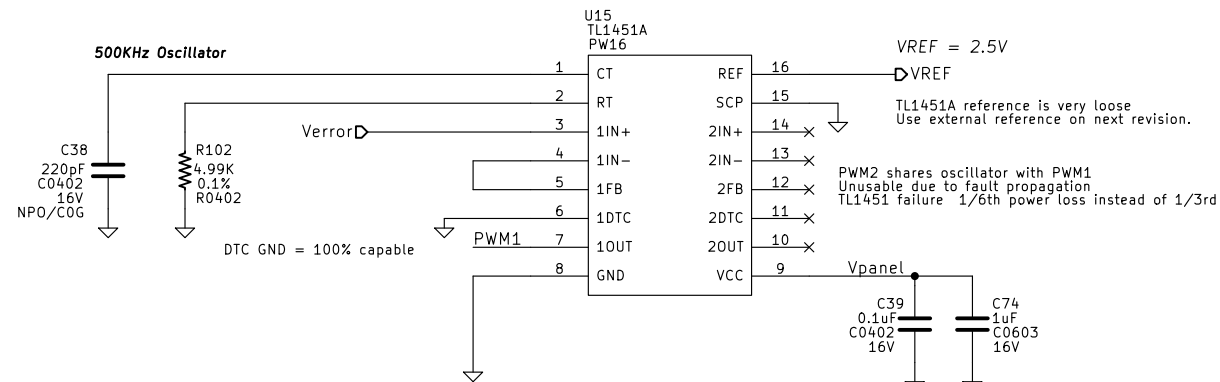 U15
TL1451A
PW16
500KHz Oscillator
VREF = 2.5V
1 CT REF 16 VREF
2 RT SCP 15
TL1451A reference is very loose
Use external reference on next revision.
Verror 3 1IN+ 2IN+ 14
4 1IN- 2IN- 13
5 1FB 2FB 12
6 1DTC 2DTC 11
PWM1 7 1OUT 2OUT 10
8 GND VCC 9 Vpanel
C38
220pF
C0402
16V
NPO/C0G
R102
4.99K
0.1%
R0402
PWM2 shares oscillator with PWM1
Unusable due to fault propagation
TL1451 failure 1/6th power loss instead of 1/3rd
DTC GND = 100% capable
C39
0.1uF
C0402
16V
C74
1uF
C0603
16V